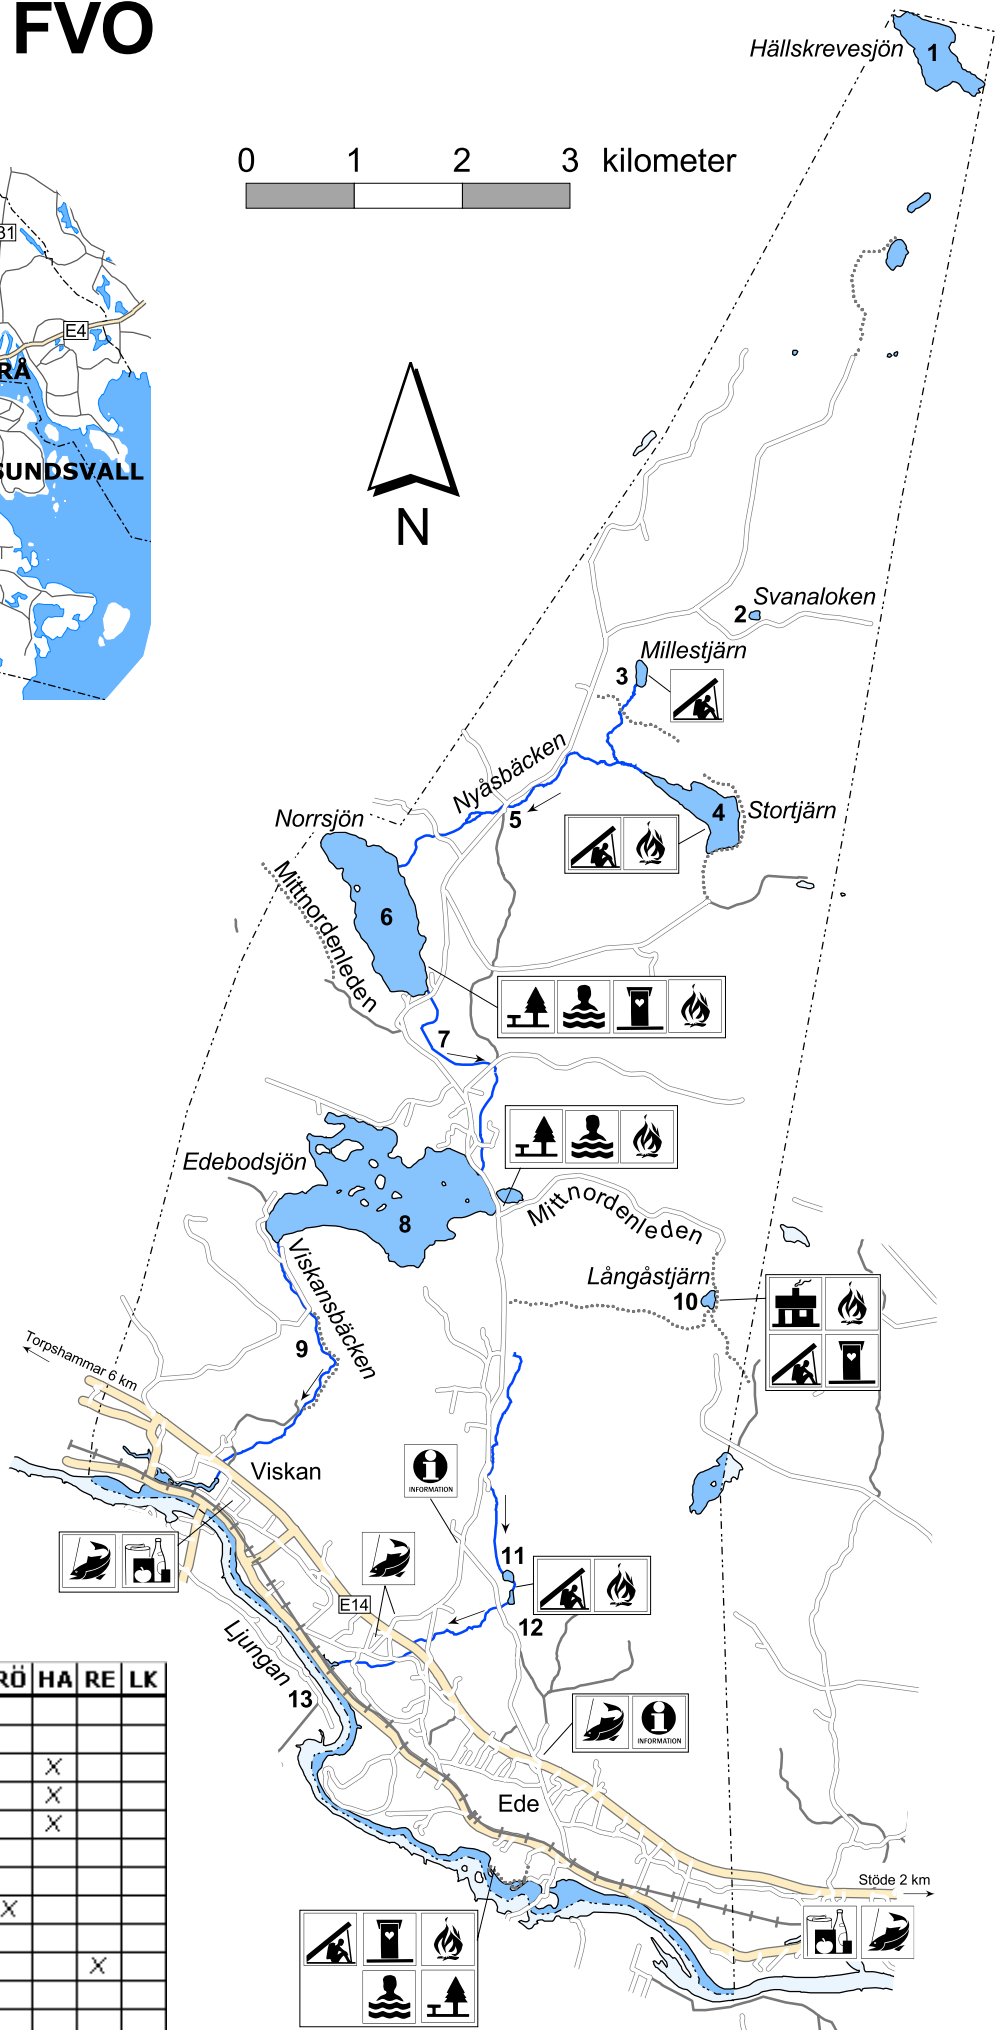 FVO
0 1 2 3 kilometer
Hällskrevesjön
1
E4
RÅ
SUNDSVALL
N
Svanaloken
2
Millestjärn
3
Nyåsbäcken
5
4
Stortjärn
Norrsjön
6
Mittnordenleden
7
Edebodsjön
8
Mittnordenleden
Långåstjärn
10
Viskansbäcken
9
Torpshammar 6 km
Viskan
INFORMATION
11
E14
12
Ljungan
13
INFORMATION
Ede
Stöde 2 km
RÖ HA RE LK
X
X
X
X
X